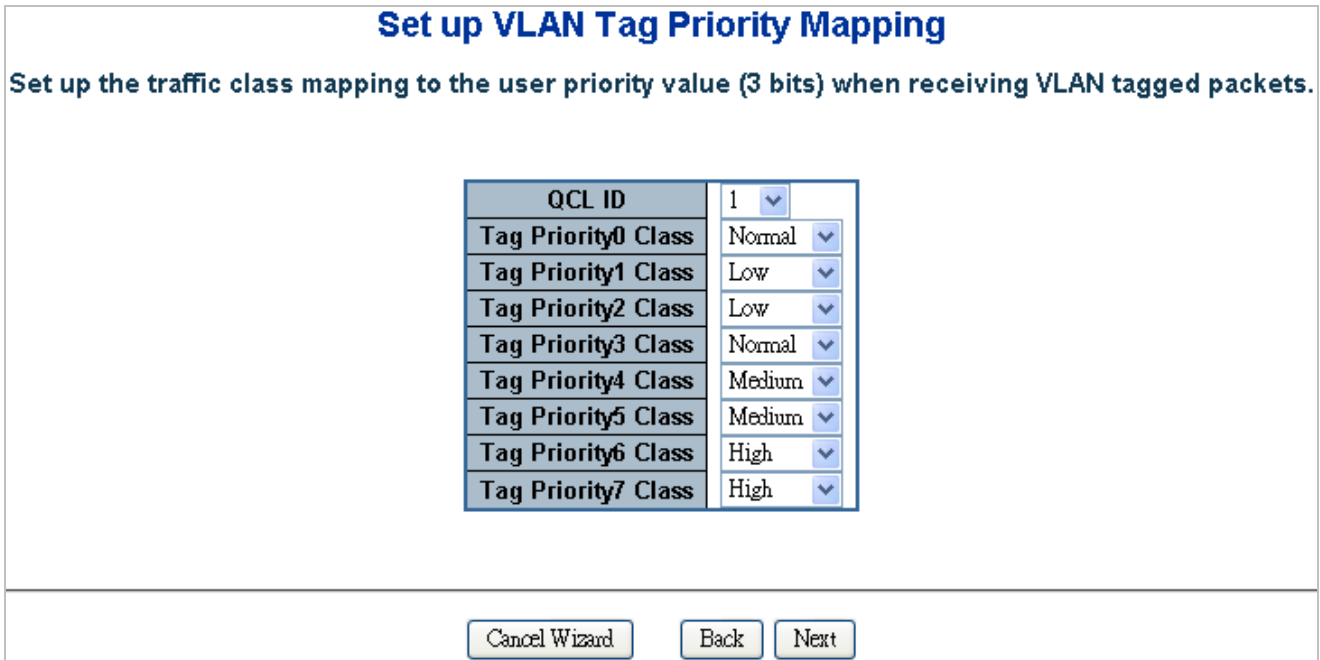 Set up VLAN Tag Priority Mapping
Set up the traffic class mapping to the user priority value (3 bits) when receiving VLAN tagged packets.
QCL ID 1
Tag Priority0 Class Normal
Tag Priority1 Class Low
Tag Priority2 Class Low
Tag Priority3 Class Normal
Tag Priority4 Class Medium
Tag Priority5 Class Medium
Tag Priority6 Class High
Tag Priority7 Class High
Cancel Wizard Back Next